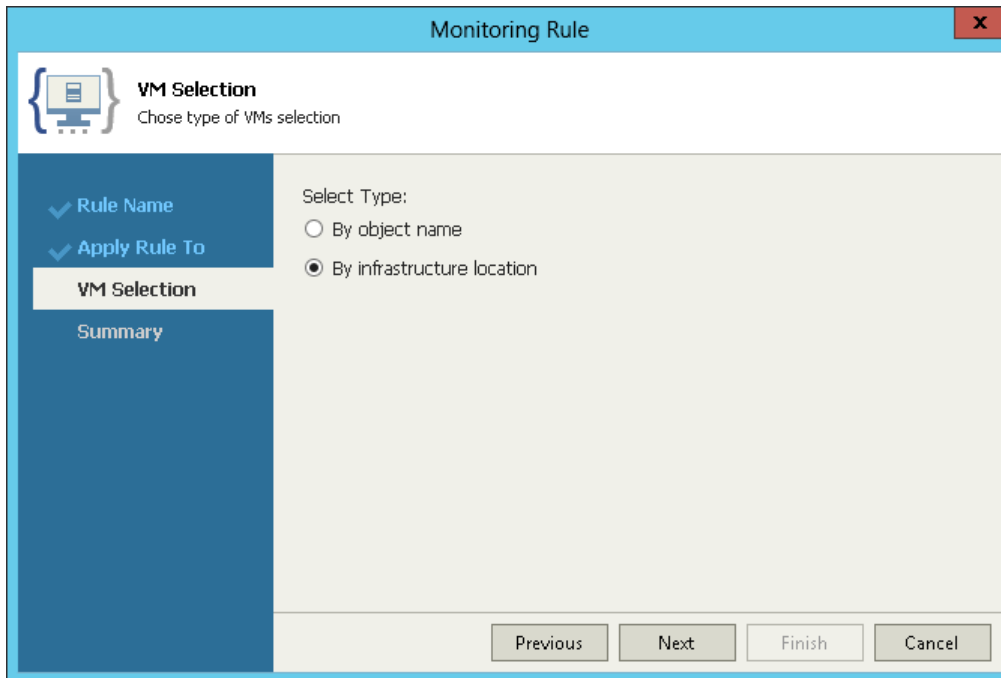 Monitoring Rule
x
VM Selection
Chose type of VMs selection
Rule Name
Apply Rule To
VM Selection
Summary
Select Type:
By object name
By infrastructure location
Previous
Next
Finish
Cancel